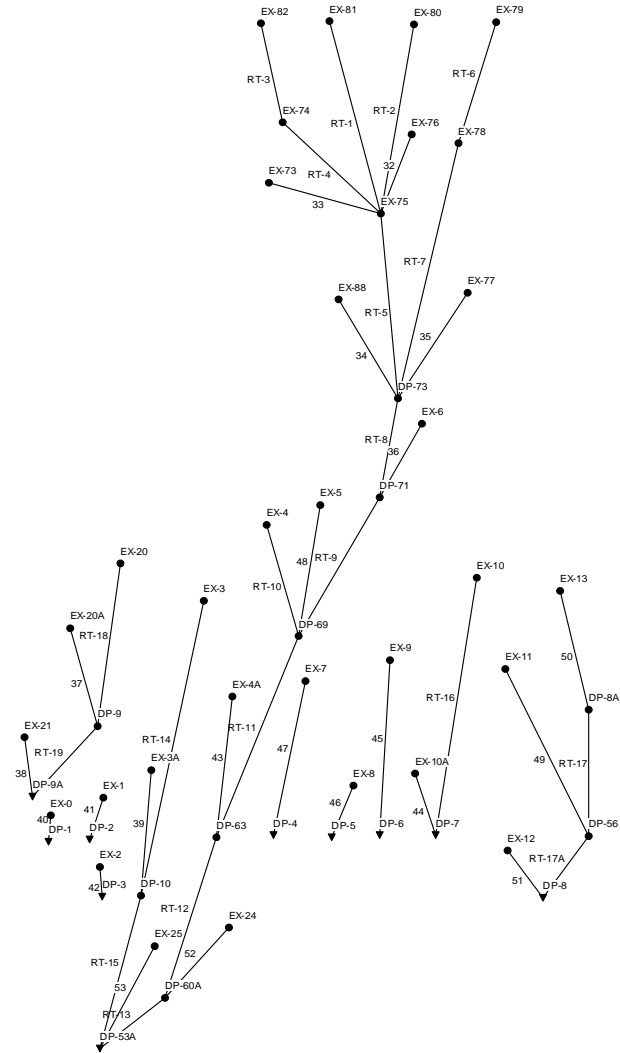 EX-82
EX-81
EX-80
EX-79
RT-3
RT-6
EX-74
RT-1
RT-2
EX-76
EX-78
EX-73
RT-4
32
33
EX-75
RT-7
EX-88
EX-77
RT-5
34
35
DP-73
EX-6
RT-8
36
DP-71
EX-4
EX-5
EX-20
48
RT-9
EX-10
EX-13
EX-3
RT-10
EX-20A
RT-18
DP-69
EX-9
EX-11
50
37
EX-4A
EX-7
DP-8A
DP-9
RT-16
EX-21
RT-14
RT-11
45
RT-19
EX-3A
43
47
49
RT-17
38
DP-9A
EX-8
EX-10A
EX-0
EX-1
46
40
41
39
44
DP-1
DP-2
DP-63
DP-4
DP-5
DP-6
DP-7
DP-56
EX-2
EX-12
RT-17A
42
DP-3
DP-10
51
DP-8
RT-12
EX-24
EX-25
RT-15
52
53
DP-60A
RT-13
DP-53A